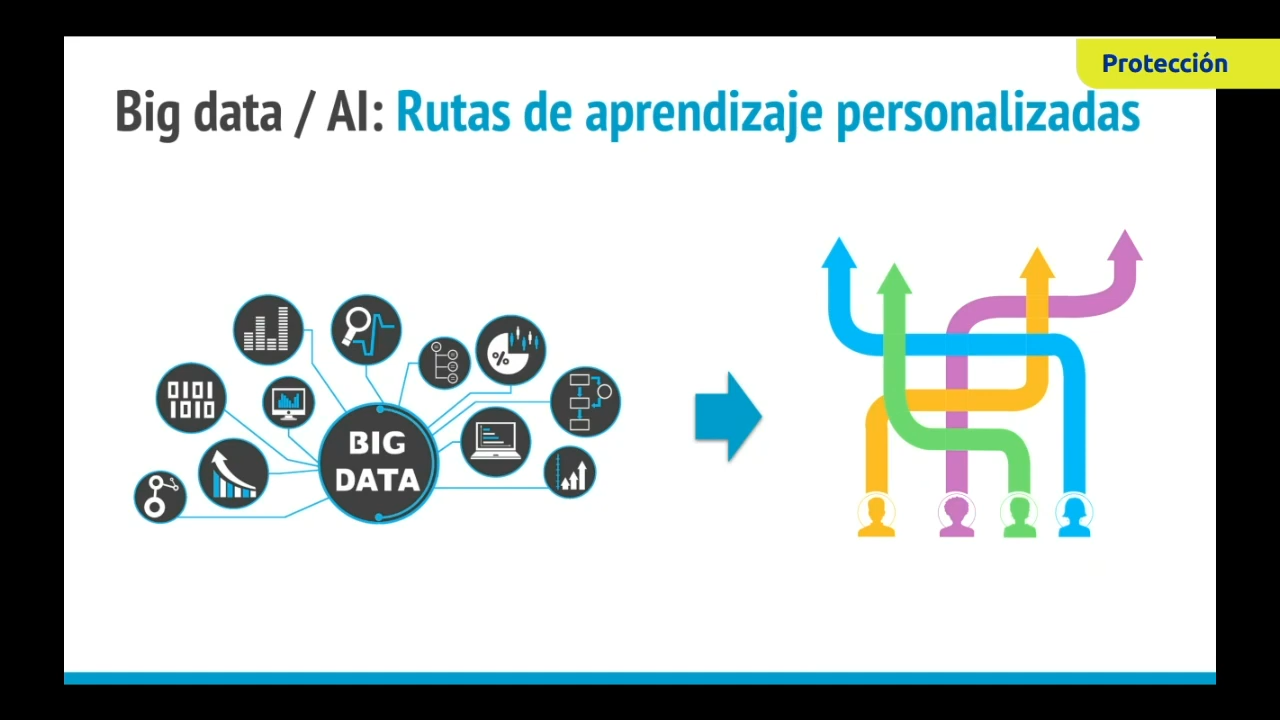 Protección
Big data / AI: Rutas de aprendizaje personalizadas
%
0101
1010
BIG
DATA